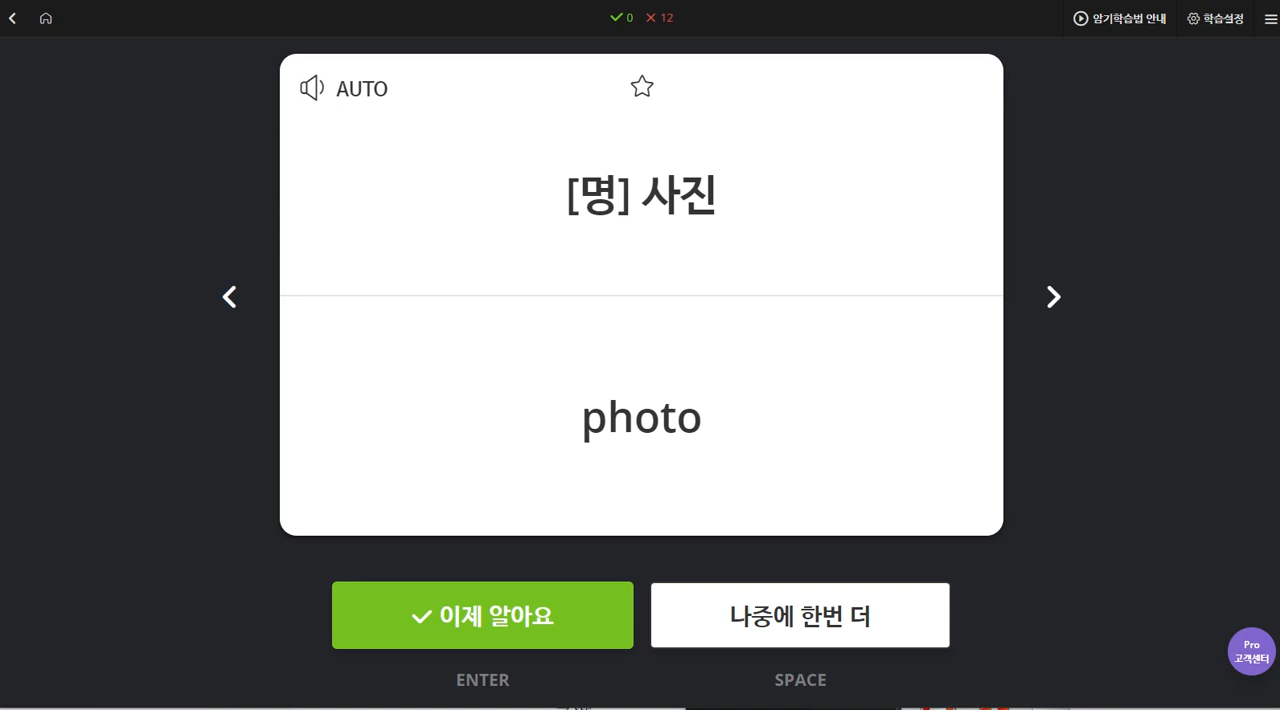 0 12
암기학습법 안내
학습설정
AUTO
[명] 사진
photo
이제 알아요
나중에 한번 더
ENTER
SPACE
Pro
고객센터